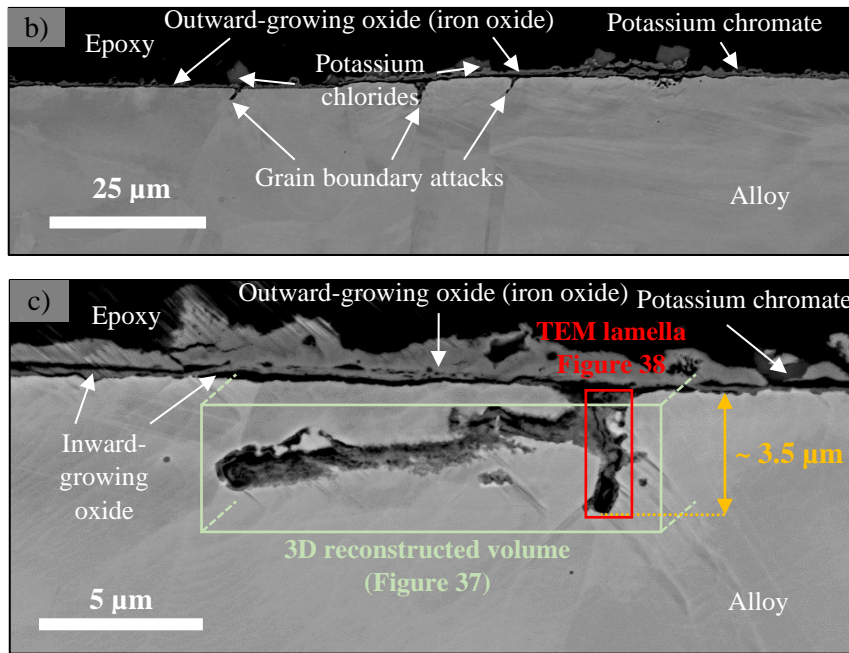 b)
Outward-growing oxide (iron oxide)
Potassium chromate
Epoxy
Potassium
chlorides
Grain boundary attacks
25 µm
Alloy
c)
Outward-growing oxide (iron oxide)
Potassium chromate
Epoxy
TEM lamella
Figure 38
Inward-
growing
oxide
~ 3.5 µm
3D reconstructed volume
(Figure 37)
5 µm
Alloy